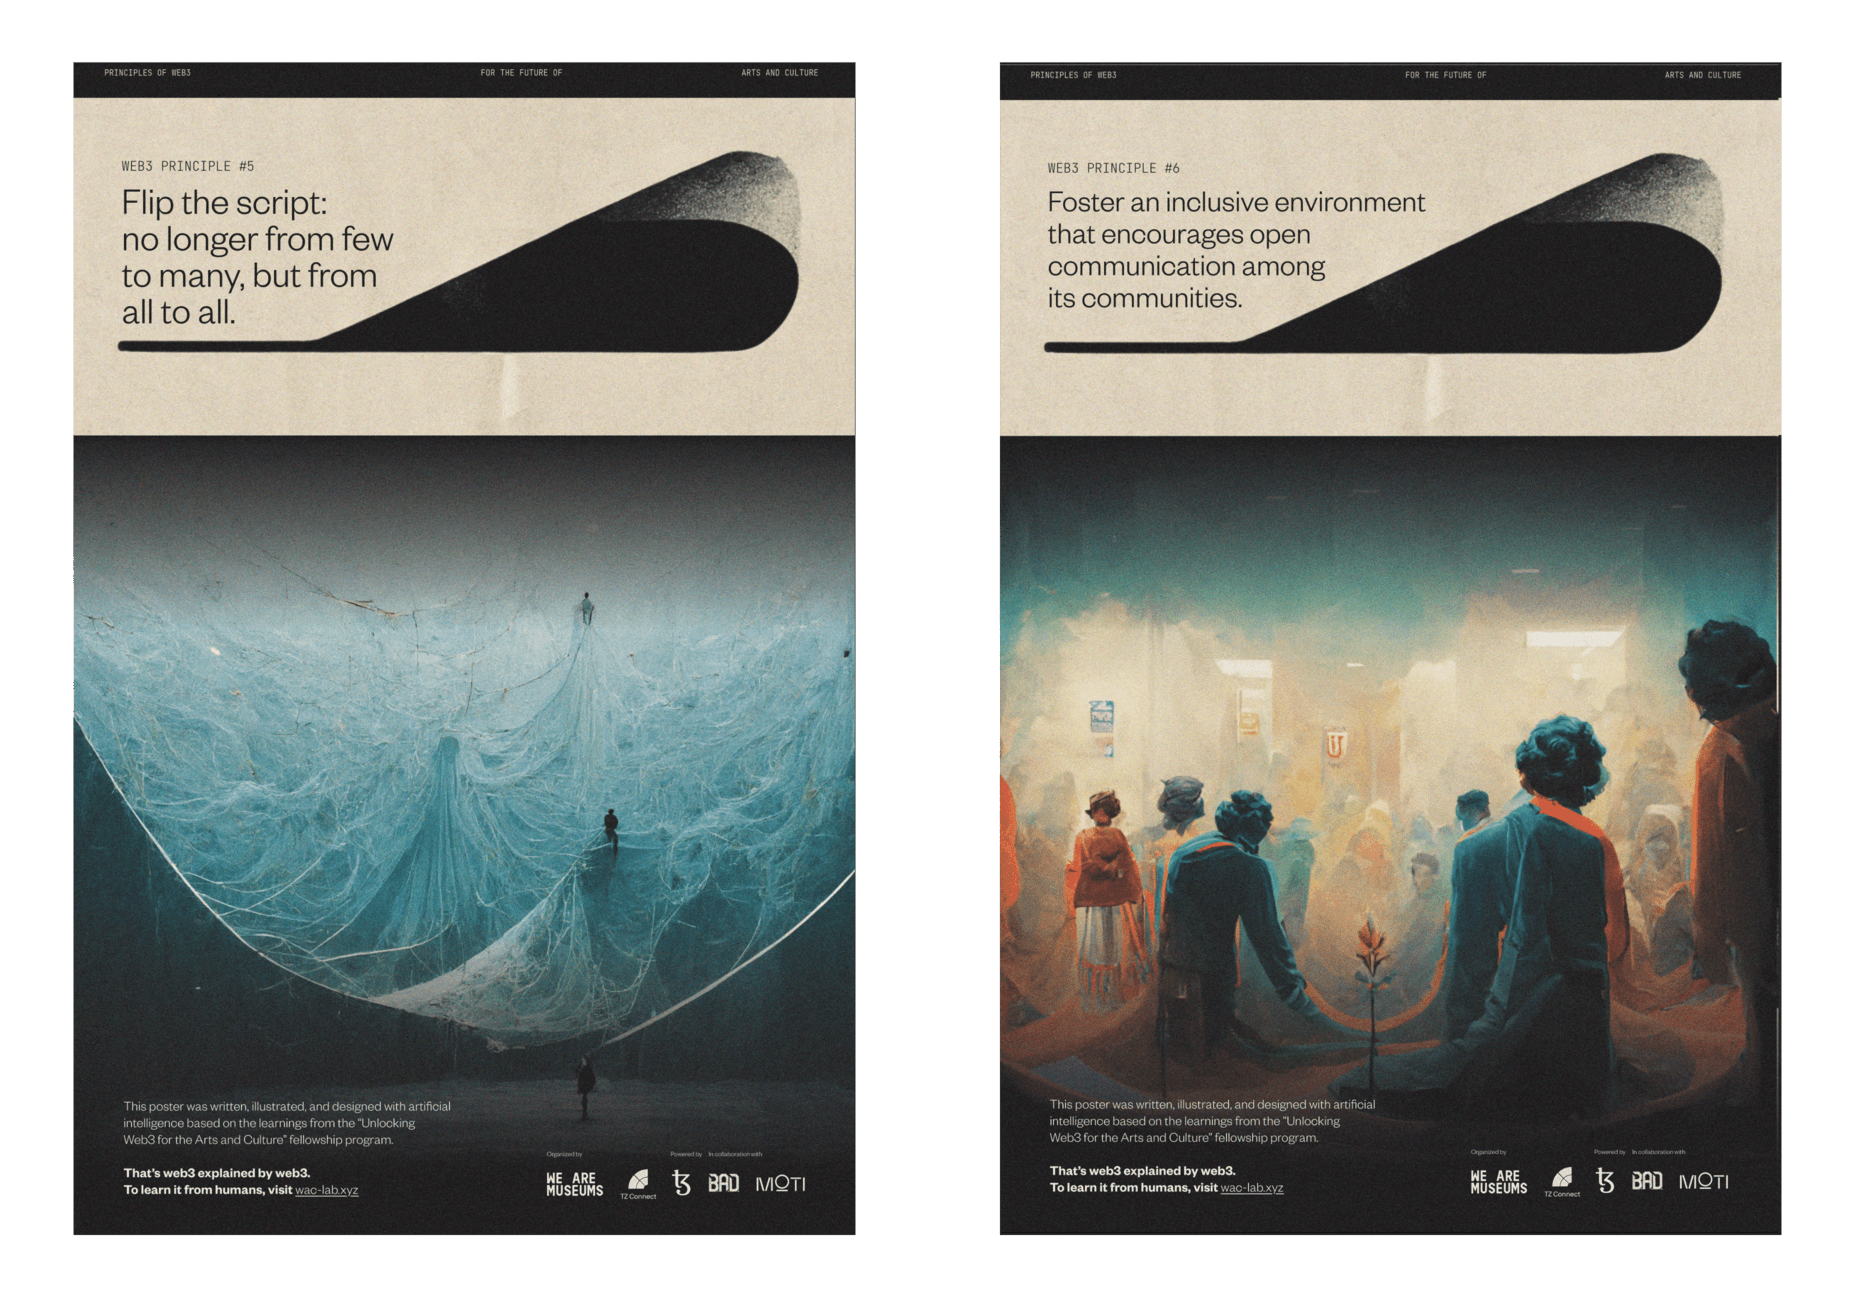 PRINCIPLES OF WEB3
FOR THE FUTURE OF
ARTS AND CULTURE
WEB3 PRINCIPLE #5
Flip the script:
no longer from few
to many, but from
all to all.
This poster was written, illustrated, and designed with artificial
intelligence based on the learnings from the “Unlocking
Web3 for the Arts and Culture” fellowship program.
That’s web3 explained by web3.
To learn it from humans, visit wac-lab.xyz
Organized by
WE ARE
MUSEUMS
TZ Connect
Powered by
In collaboration with
BAD
MOTI
PRINCIPLES OF WEB3
FOR THE FUTURE OF
ARTS AND CULTURE
WEB3 PRINCIPLE #6
Foster an inclusive environment
that encourages open
communication among
its communities.
This poster was written, illustrated, and designed with artificial
intelligence based on the learnings from the “Unlocking
Web3 for the Arts and Culture” fellowship program.
That’s web3 explained by web3.
To learn it from humans, visit wac-lab.xyz
Organized by
WE ARE
MUSEUMS
TZ Connect
Powered by
In collaboration with
BAD
MOTI